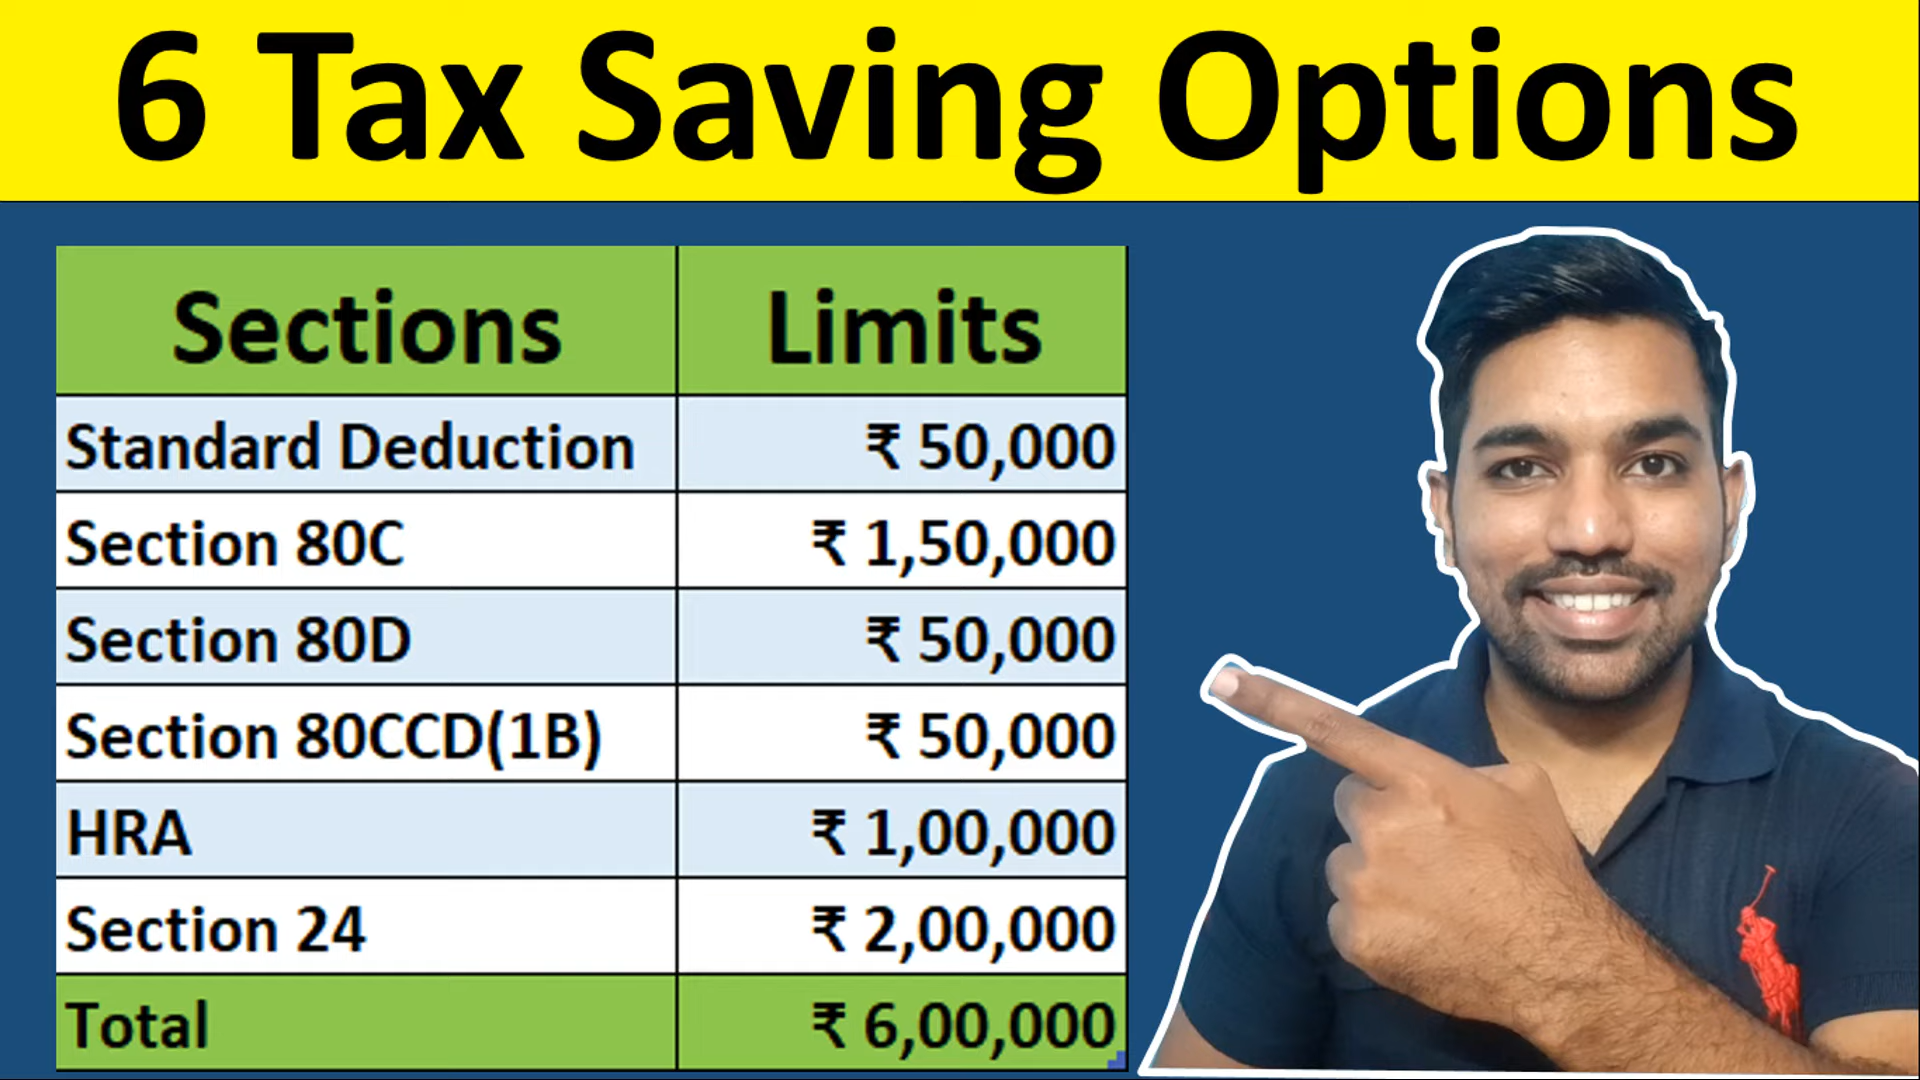 6 Tax Saving Options
Sections Limits
Standard Deduction ₹ 50,000
Section 80C ₹ 1,50,000
Section 80D ₹ 50,000
Section 80CCD(1B) ₹ 50,000
HRA ₹ 1,00,000
Section 24 ₹ 2,00,000
Total ₹ 6,00,000